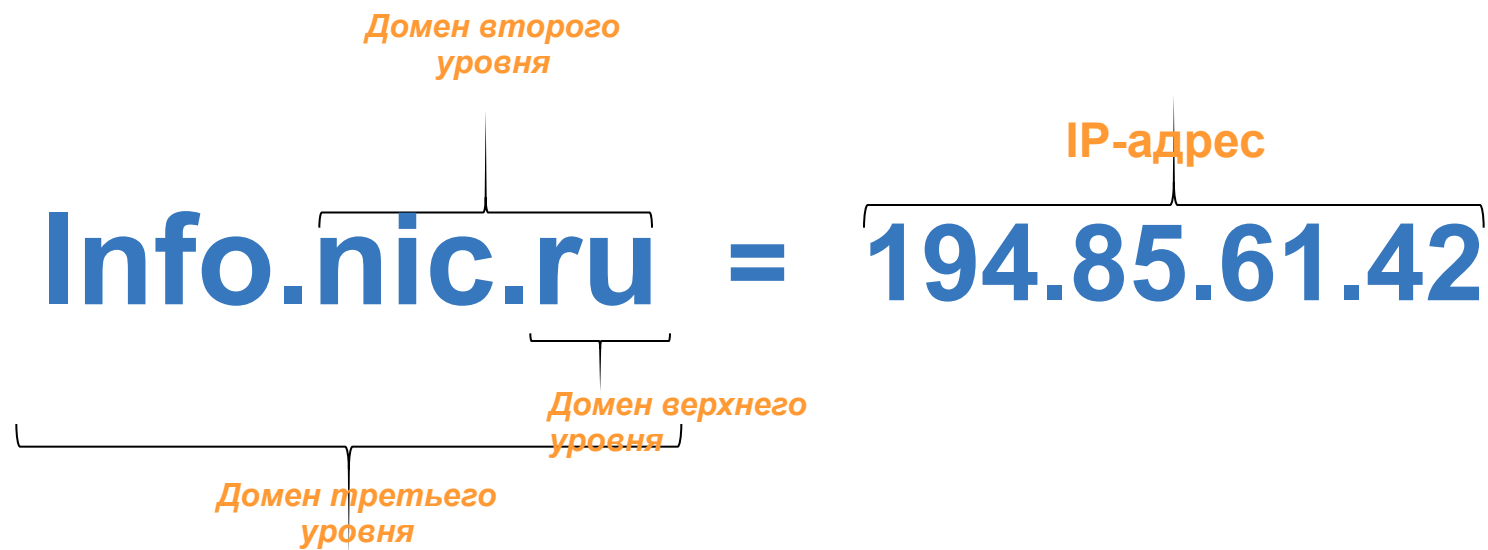 Домен второго
уровня
IP-адрес
Info.nic.ru = 194.85.61.42
Домен верхнего
уровня
Домен третьего
уровня